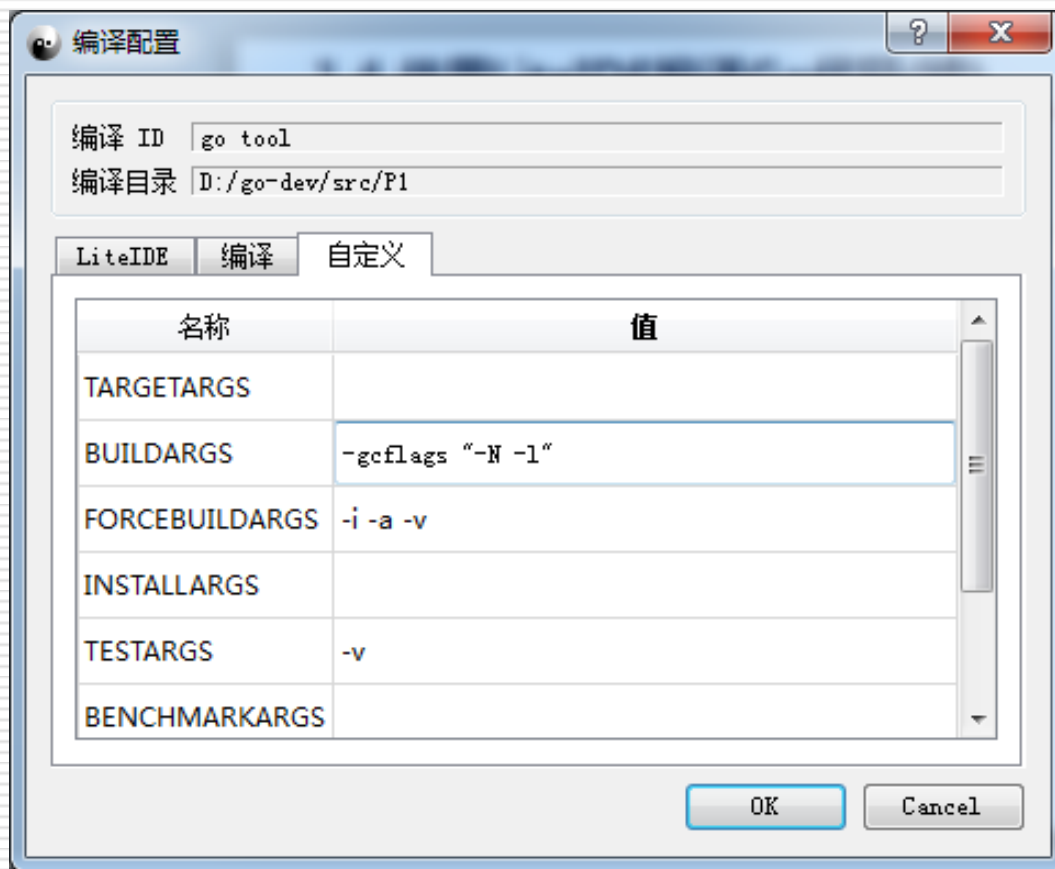 编译配置
编译 ID go tool
编译目录 D:/go-dev/src/P1
LiteIDE 编译 自定义
名称 值
TARGETARGS
BUILDARGS -gcflags "-N -l"
FORCEBUILDARGS -i -a -v
INSTALLARGS
TESTARGS -v
BENCHMARKARGS
OK Cancel